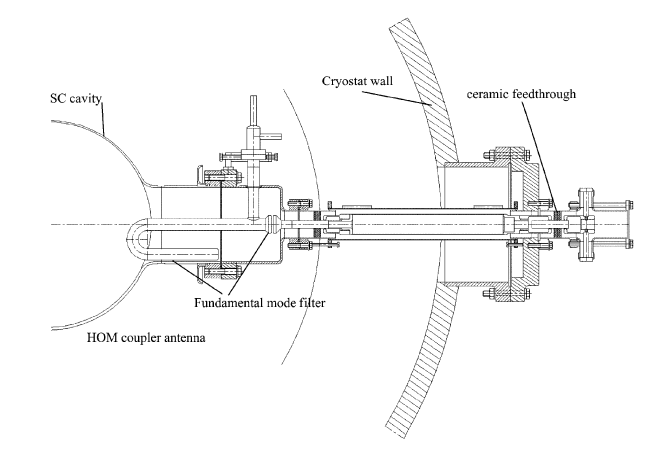 Cryostat wall
SC cavity
ceramic feedthrough
Fundamental mode filter
HOM coupler antenna